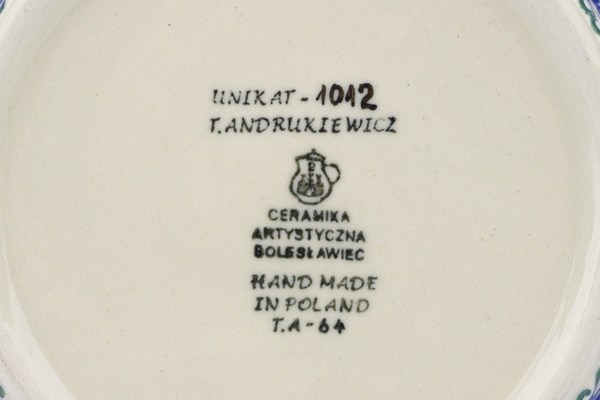 UNIKAT - 1012
T. ANDRUKIEWICZ
CERAMIKA
ARTYSTYCZNA
BOLESŁAWIEC
HAND MADE
IN POLAND
T.A - 64